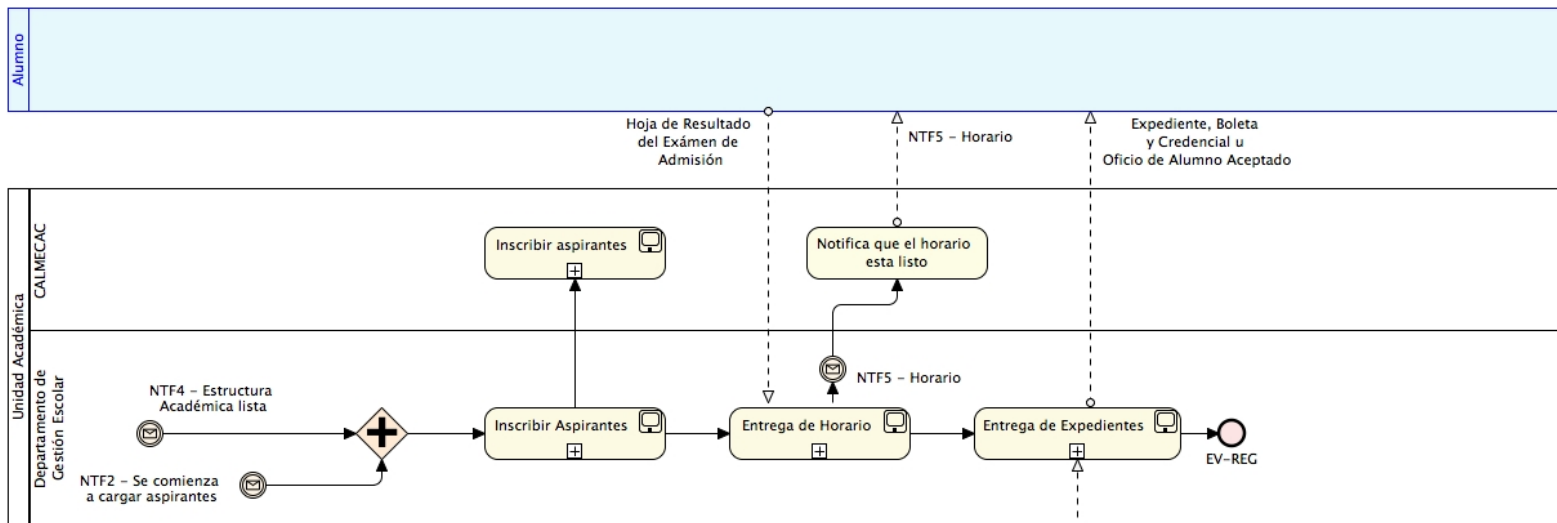 Alumno
Hoja de Resultado
del Exámen de
Admisión
NTF5 - Horario
Expediente, Boleta
y Credencial u
Oficio de Alumno Aceptado
Unidad Académica
CALMECAC
Inscribir aspirantes
Notifica que el horario
esta listo
Departamento de
Gestión Escolar
NTF4 - Estructura
Académica lista
NTF2 - Se comienza
a cargar aspirantes
Inscribir Aspirantes
NTF5 - Horario
Entrega de Horario
Entrega de Expedientes
EV-REG